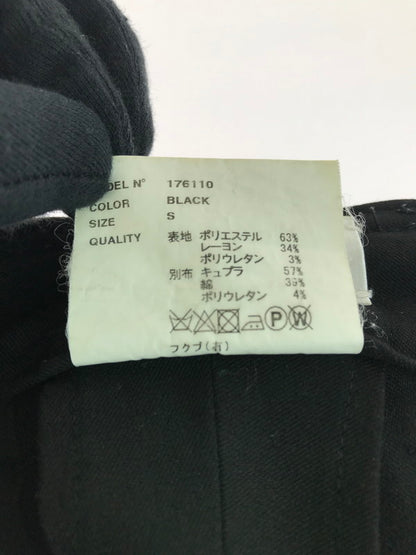 DEL N° 176110
COLOR BLACK
SIZE S
QUALITY 表地 ポリエステル 63%
レーヨン 34%
ポリウレタン 3%
別布 キュプラ 57%
綿 39%
ポリウレタン 4%
P W
フクゾ(有)